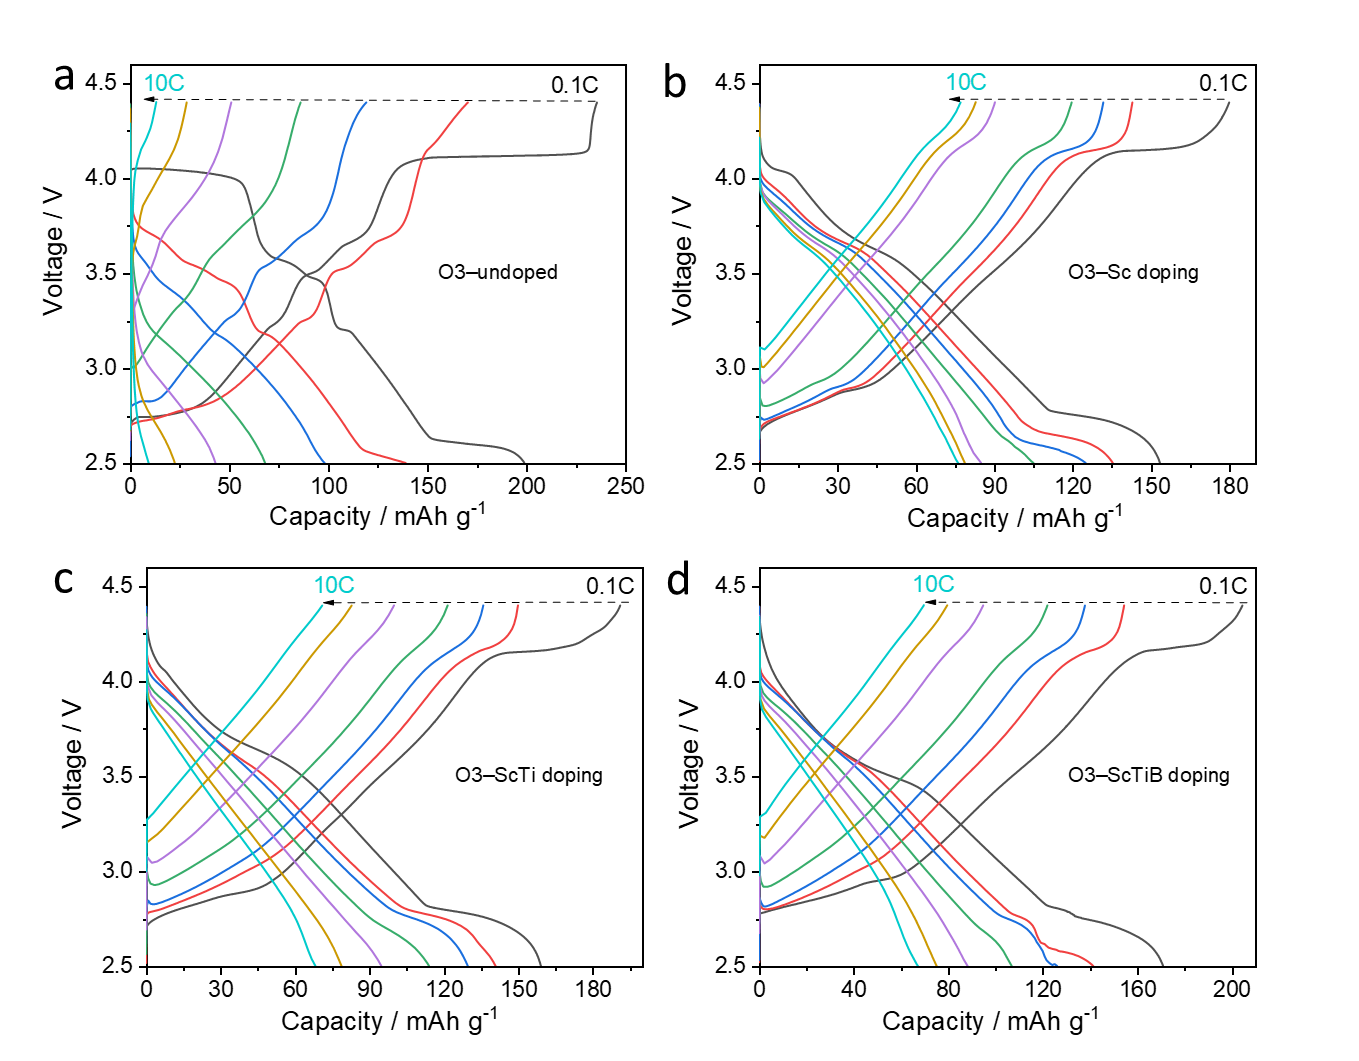 a
4.5
4.0
3.5
3.0
2.5
Voltage / V
10C
0.1C
O3–undoped
0
50
100
150
200
250
Capacity / mAh g-1
b
4.5
4.0
3.5
3.0
2.5
Voltage / V
10C
0.1C
O3–Sc doping
0
30
60
90
120
150
180
Capacity / mAh g-1
c
4.5
4.0
3.5
3.0
2.5
Voltage / V
10C
0.1C
O3–ScTi doping
0
30
60
90
120
150
180
Capacity / mAh g-1
d
4.5
4.0
3.5
3.0
2.5
Voltage / V
10C
0.1C
O3–ScTiB doping
0
40
80
120
160
200
Capacity / mAh g-1